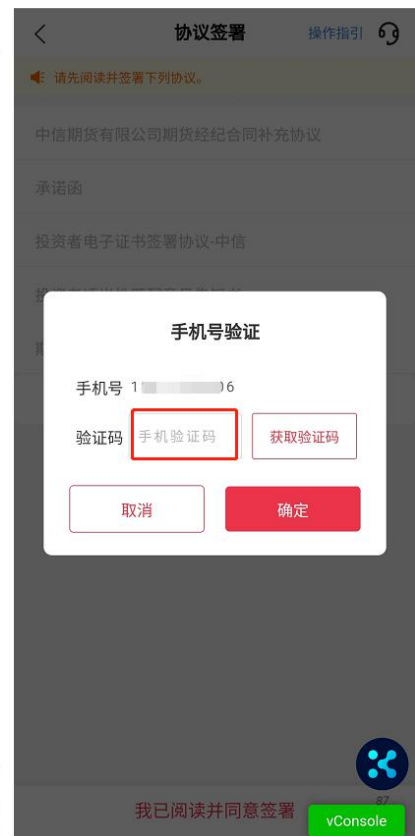 协议签署 操作指引
请先阅读并签署下列协议。
中信期货有限公司期货经纪合同补充协议
承诺函
投资者电子证书签署协议-中信
手机号验证
手机号 1 06
验证码 手机验证码 获取验证码
取消 确定
我已阅读并同意签署
87
vConsole